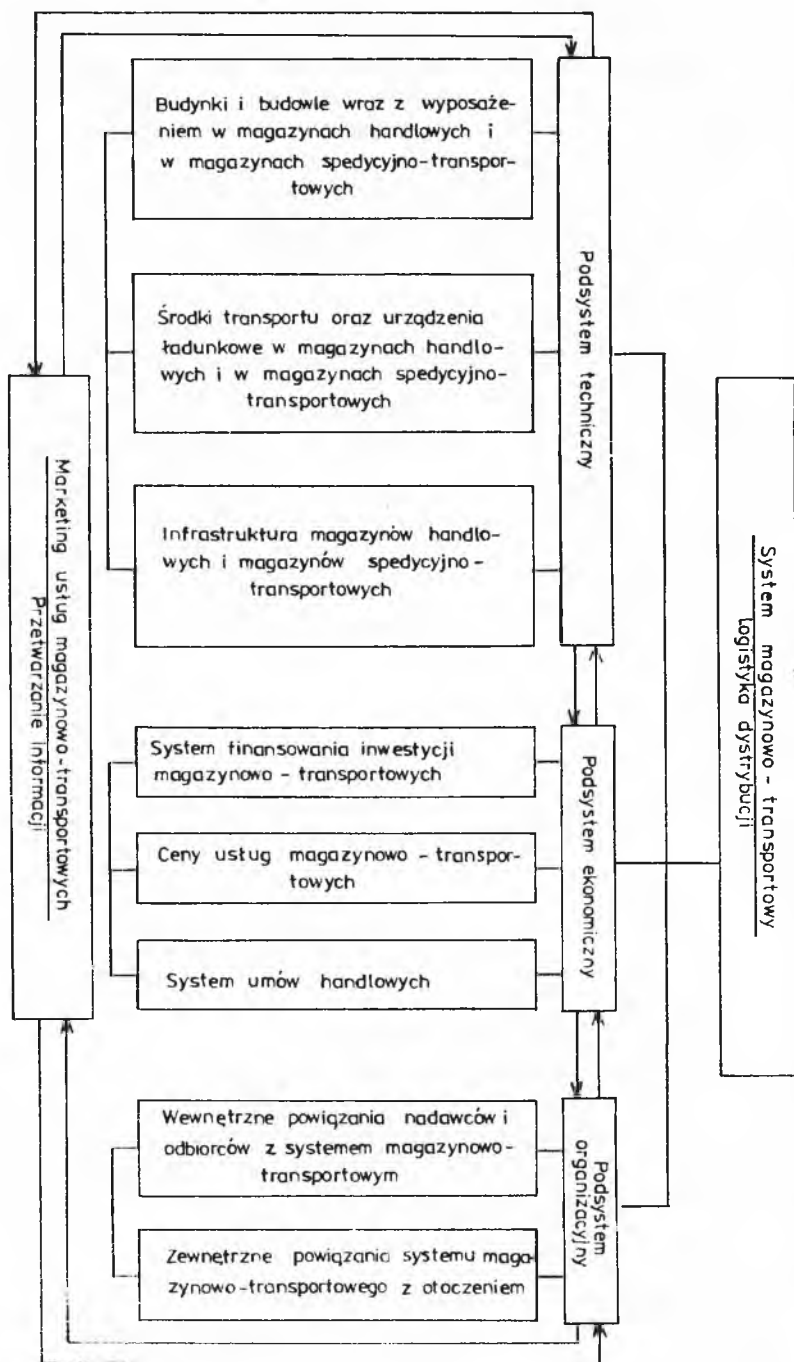 Budynki i budowle wraz z wyposaże-
niem w magazynach handlowych i
w magazynach spedycyjno-transpor-
towych
Środki transportu oraz urządzenia
ładunkowe w magazynach handlo-
wych i w magazynach spedycyjno-
transportowych
Infrastruktura magazynów handlo-
wych i magazynów spedycyjno-
transportowych
Podsystem techniczny
System finansowania inwestycji
magazynowo - transportowych
Ceny usług magazynowo - transpor-
towych
System umów handlowych
Podsystem ekonomiczny
Wewnętrzne powiązania nadawców i
odbiorców z systemem magazynowo-
transportowym
Zewnętrzne powiązania systemu maga-
zynowo-transportowego z otoczeniem
Podsystem
organizacyjny
Marketing usług magazynowo-transportowych
Przetwarzanie informacji
System magazynowo - transportowy
logistyka dystrybucji